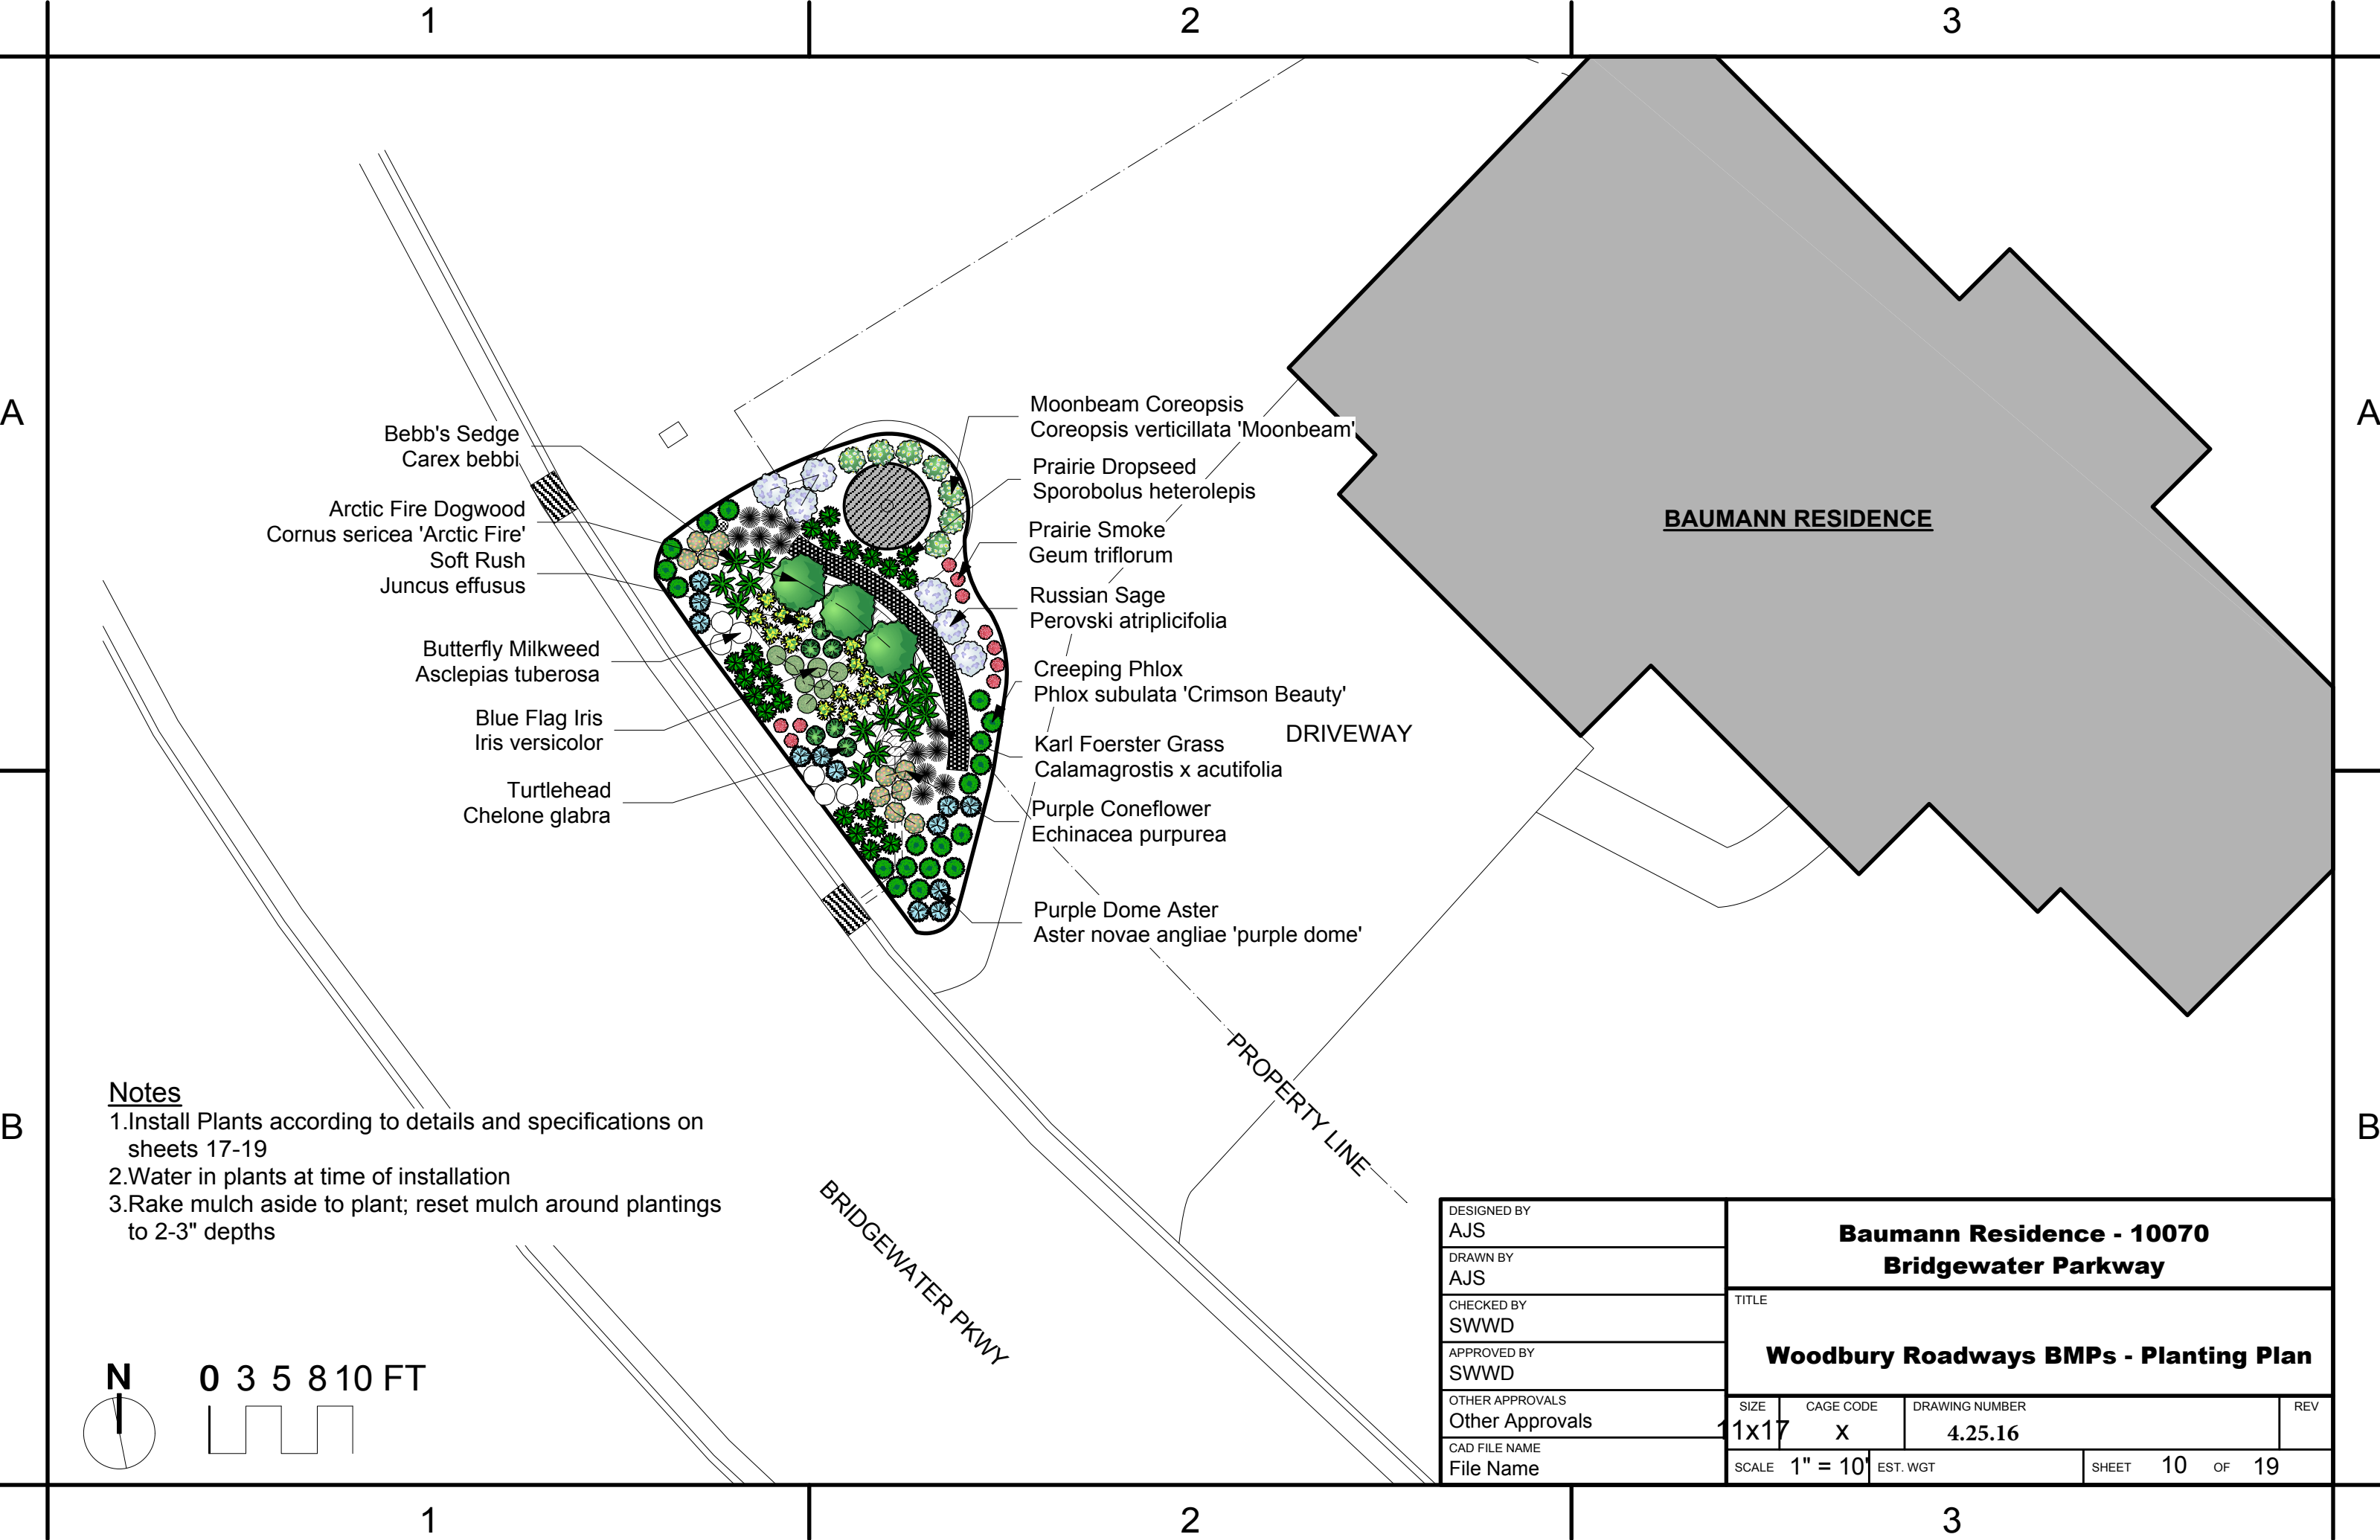 1
2
3
A
A
Bebb's Sedge
Carex bebbi
Arctic Fire Dogwood
Cornus sericea 'Arctic Fire'
Soft Rush
Juncus effusus
Butterfly Milkweed
Asclepias tuberosa
Blue Flag Iris
Iris versicolor
Turtlehead
Chelone glabra
Moonbeam Coreopsis
Coreopsis verticillata 'Moonbeam'
Prairie Dropseed
Sporobolus heterolepis
Prairie Smoke
Geum triflorum
Russian Sage
Perovski atriplicifolia
Creeping Phlox
Phlox subulata 'Crimson Beauty'
Karl Foerster Grass
Calamagrostis x acutifolia
Purple Coneflower
Echinacea purpurea
Purple Dome Aster
Aster novae angliae 'purple dome'
DRIVEWAY
BAUMANN RESIDENCE
PROPERTY LINE
BRIDGEWATER PKWY
B
B
Notes
1.Install Plants according to details and specifications on
sheets 17-19
2.Water in plants at time of installation
3.Rake mulch aside to plant; reset mulch around plantings
to 2-3" depths
N
0 3 5 8 10 FT
DESIGNED BY
AJS
DRAWN BY
AJS
CHECKED BY
SWWD
APPROVED BY
SWWD
OTHER APPROVALS
Other Approvals
CAD FILE NAME
File Name
Baumann Residence - 10070
Bridgewater Parkway
TITLE
Woodbury Roadways BMPs - Planting Plan
SIZE
11x17
CAGE CODE
x
DRAWING NUMBER
4.25.16
REV
SCALE 1" = 10'
EST. WGT
SHEET 10 OF 19
1
2
3